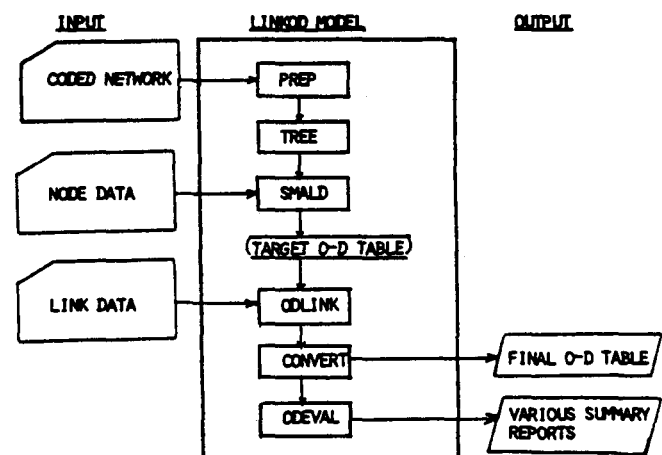 INPUT
LINKOD MODEL
OUTPUT
CODED NETWORK
PREP
TREE
NODE DATA
SMALD
(TARGET O-D TABLE)
LINK DATA
ODLINK
CONVERT
FINAL O-D TABLE
ODEVAL
VARIOUS SUMMARY
REPORTS